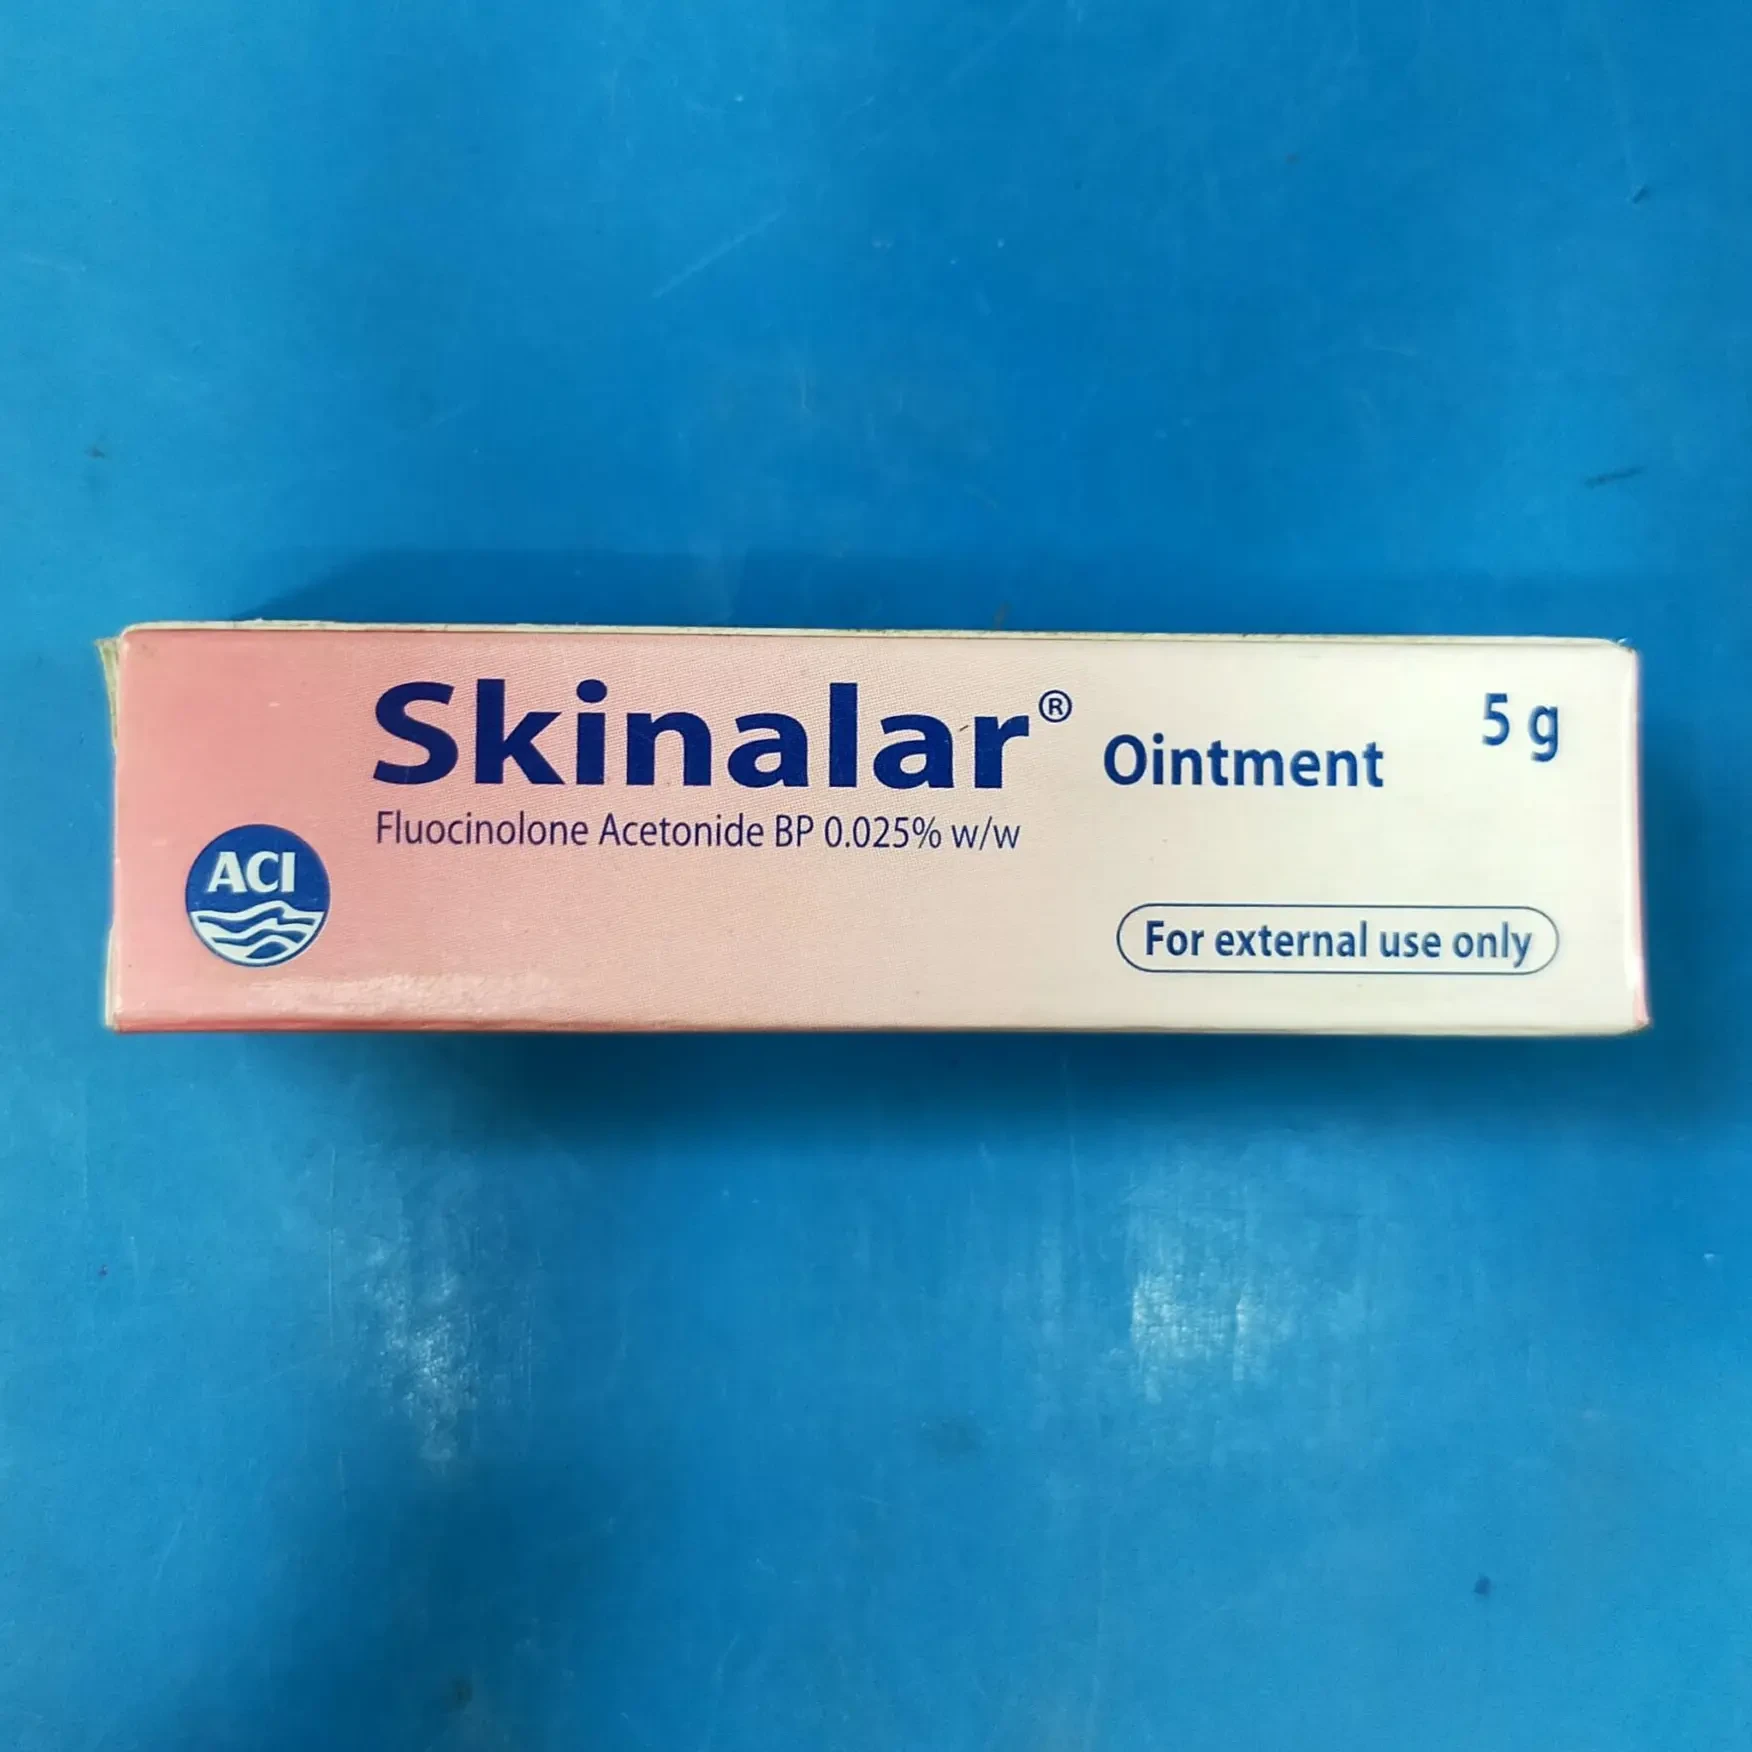 Skinalar® Ointment 5 g
Fluocinolone Acetonide BP 0.025% w/w
ACI
For external use only